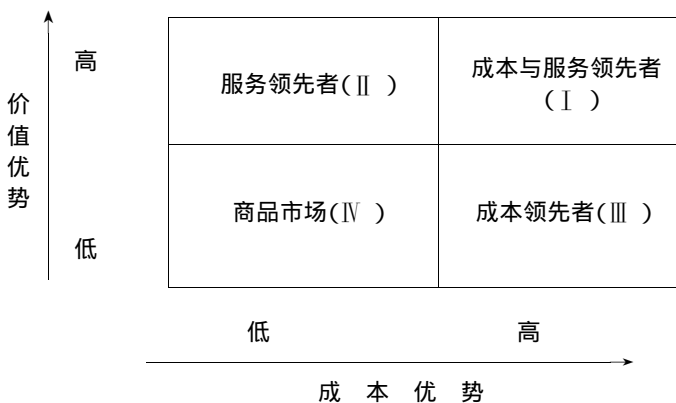 高
服务领先者(Ⅱ )
成本与服务领先者
(Ⅰ )
价
值
优
势
商品市场(Ⅳ )
成本领先者(Ⅲ )
低
低
高
成 本 优 势